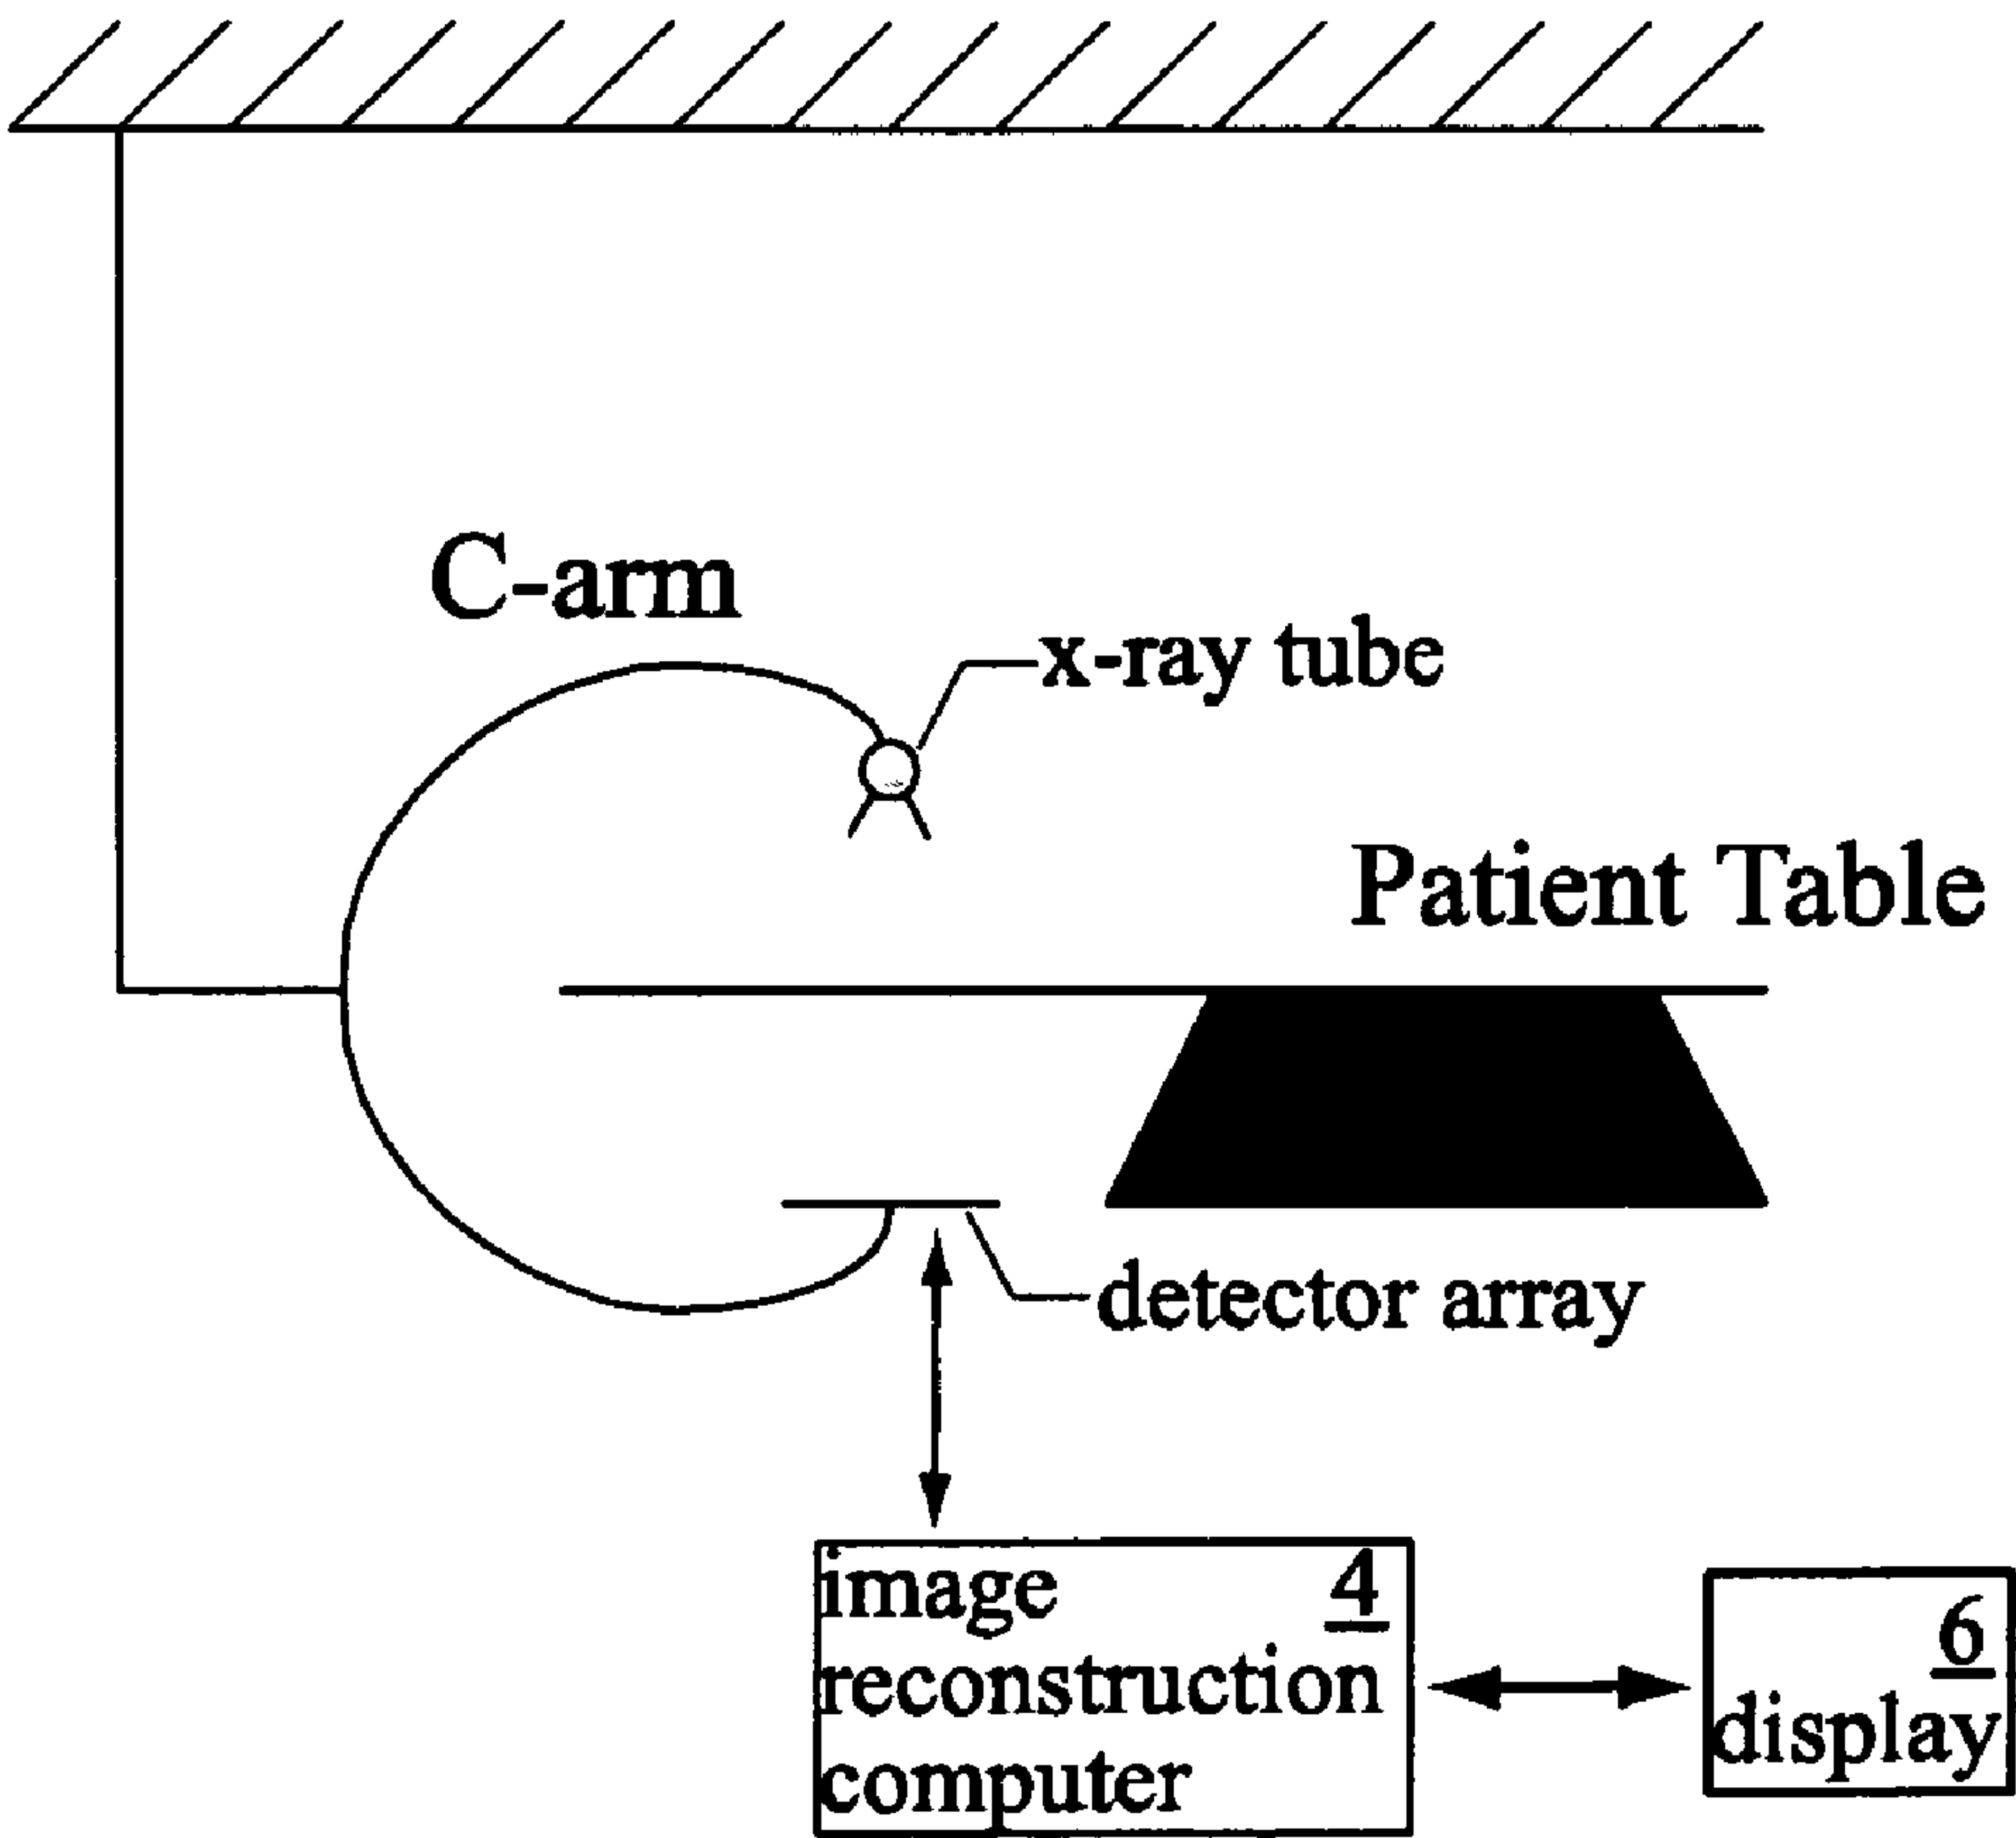 C-arm
x-ray tube
Patient Table
detector array
image 4
reconstruction
computer
6
display